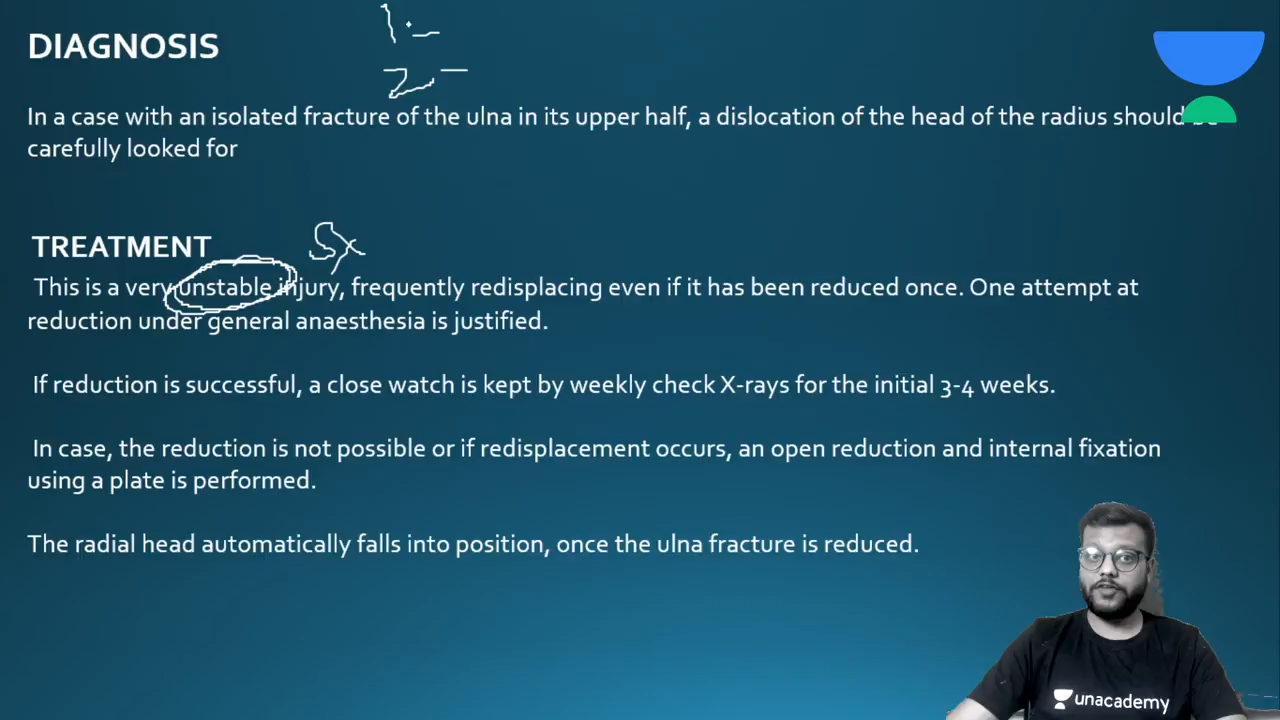 1.-
DIAGNOSIS
2.-
In a case with an isolated fracture of the ulna in its upper half, a dislocation of the head of the radius should be
carefully looked for
TREATMENT
Sx
This is a very unstable injury, frequently redisplacing even if it has been reduced once. One attempt at
reduction under general anaesthesia is justified.
If reduction is successful, a close watch is kept by weekly check X-rays for the initial 3-4 weeks.
In case, the reduction is not possible or if redisplacement occurs, an open reduction and internal fixation
using a plate is performed.
The radial head automatically falls into position, once the ulna fracture is reduced.
unacademy